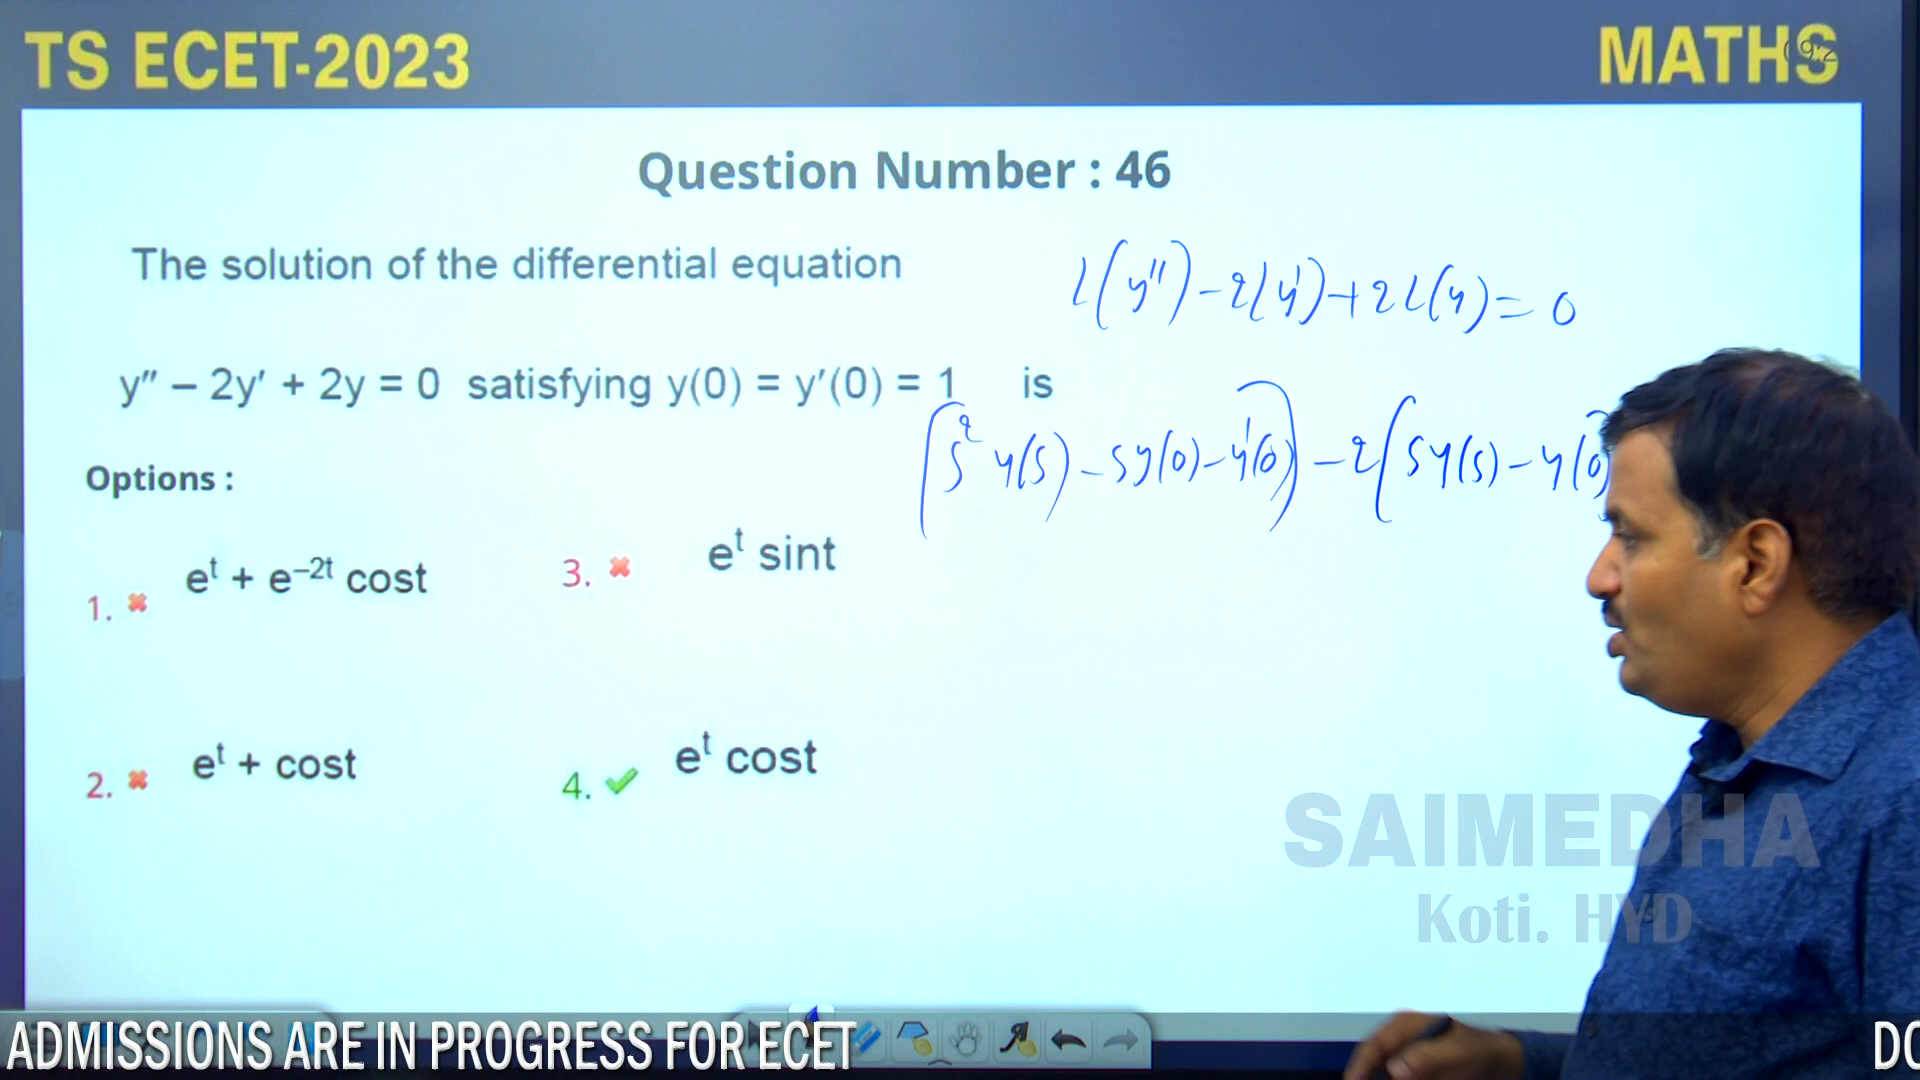 TS ECET-2023
MATHS
Question Number : 46
The solution of the differential equation
y″ – 2y′ + 2y = 0 satisfying y(0) = y′(0) = 1 is
Options :
1. ✖ eᵗ + e⁻²ᵗ cost
2. ✖ eᵗ + cost
3. ✖ eᵗ sint
4. ✔ eᵗ cost
L(y″) – 2L(y′) + 2L(y) = 0
(s² y(s) – sy(0) – y′(0)) – 2(sy(s) – y(0)
SAIMEDHA
Koti. HYD
ADMISSIONS ARE IN PROGRESS FOR ECET